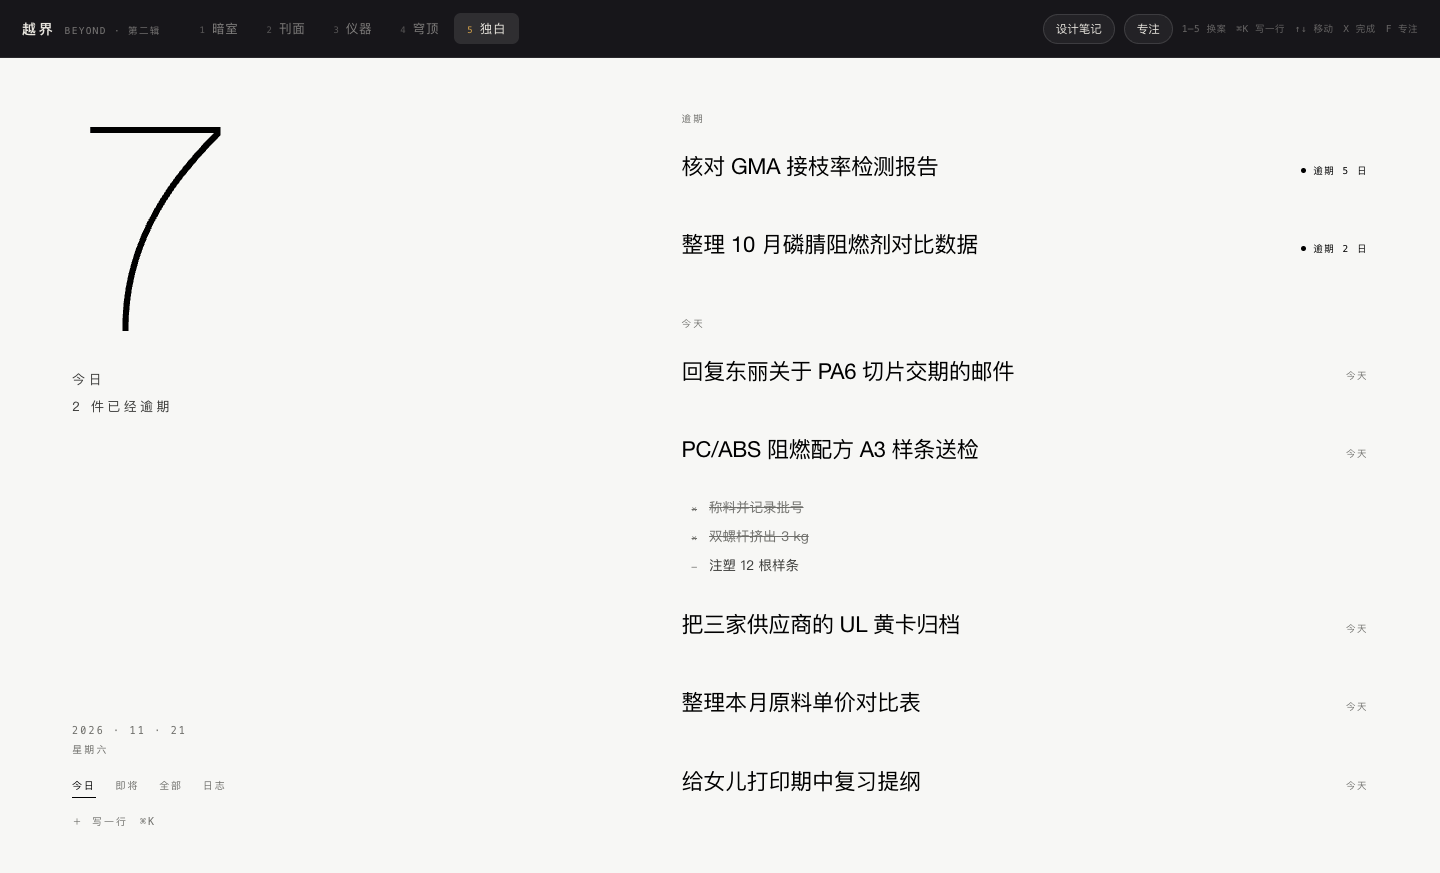 越界 BEYOND · 第二辑 1 暗室 2 刊面 3 仪器 4 穹顶 5 独白 设计笔记 专注 1–5 换案 ⌘K 写一行 ↑↓ 移动 X 完成 F 专注
7
今日
2 件已经逾期
2026 · 11 · 21
星期六
今日 即将 全部 日志
+ 写一行 ⌘K
逾期
核对 GMA 接枝率检测报告 • 逾期 5 日
整理 10 月磷腈阻燃剂对比数据 • 逾期 2 日
今天
回复东丽关于 PA6 切片交期的邮件 今天
PC/ABS 阻燃配方 A3 样条送检 今天
× 称料并记录批号
× 双螺杆挤出 3 kg
– 注塑 12 根样条
把三家供应商的 UL 黄卡归档 今天
整理本月原料单价对比表 今天
给女儿打印期中复习提纲 今天